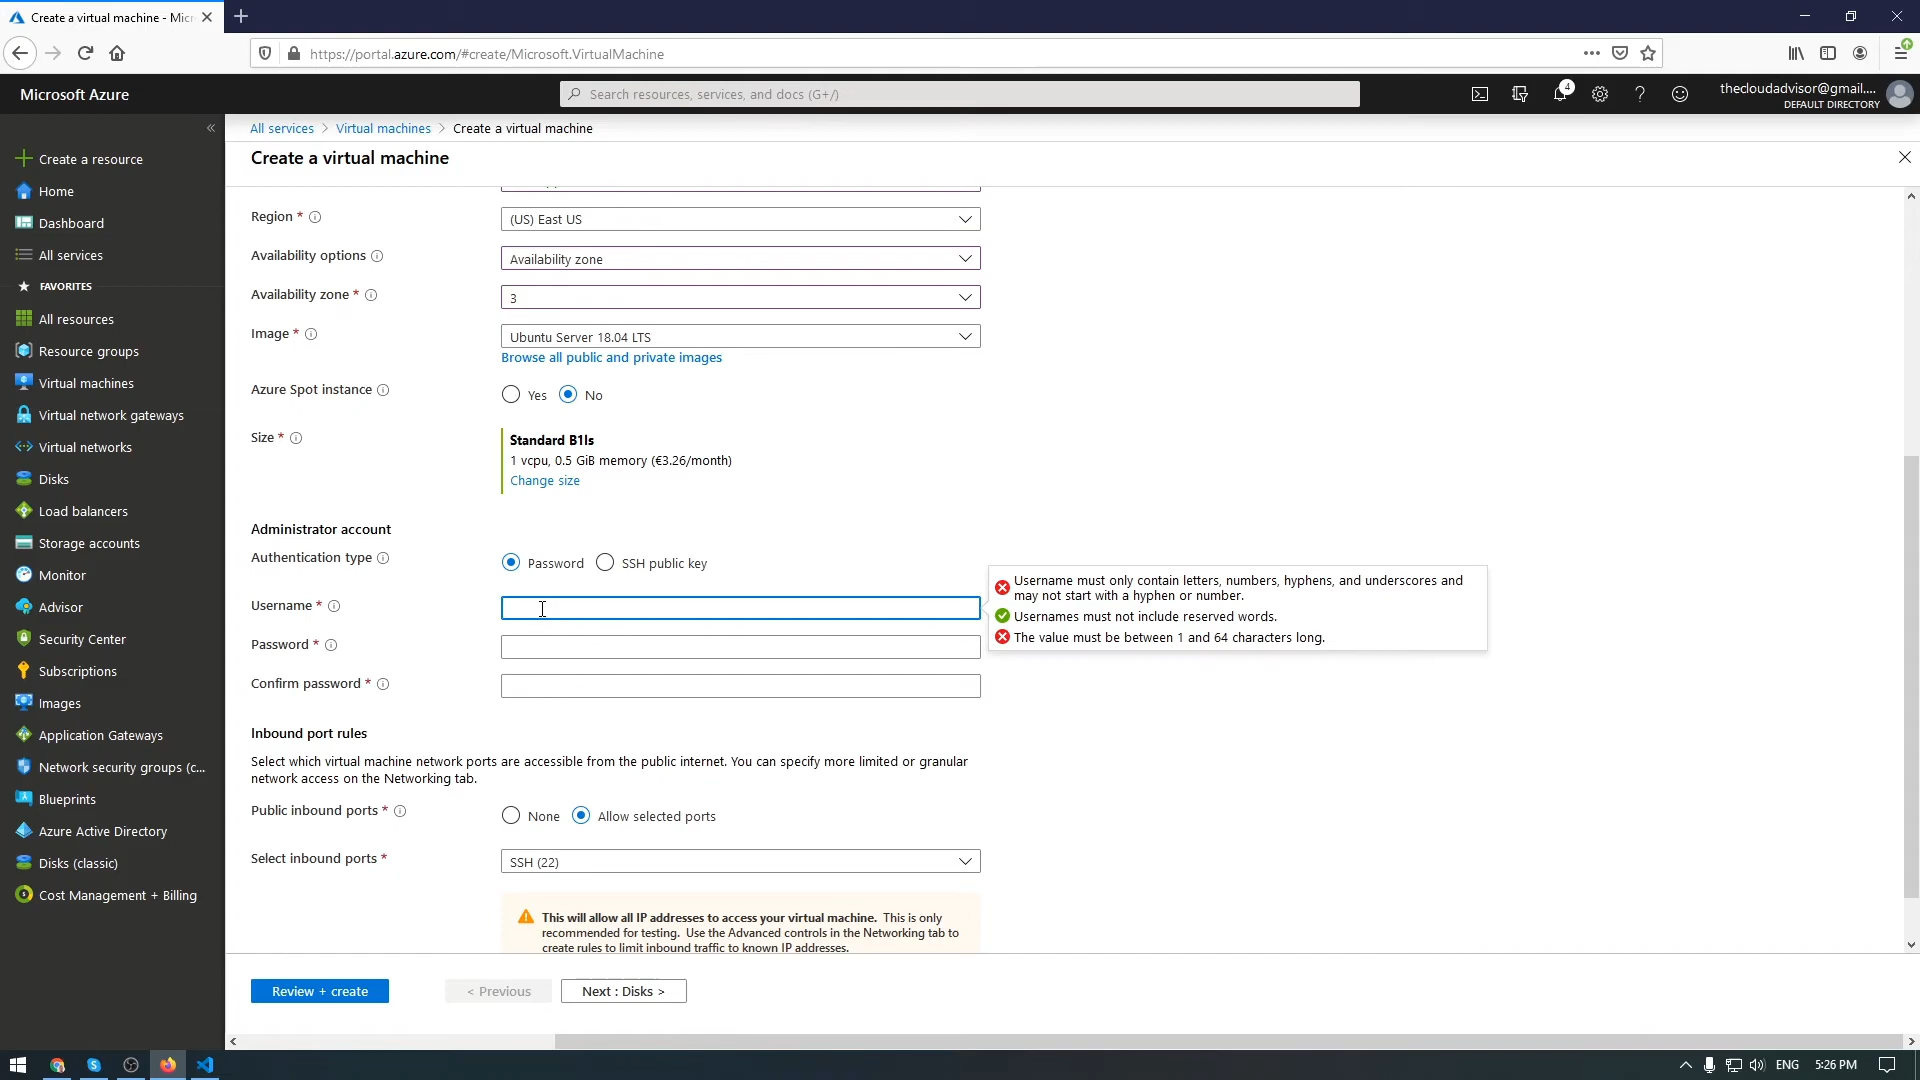 Create a virtual machine - Micr
https://portal.azure.com/#create/Microsoft.VirtualMachine
Microsoft Azure
Search resources, services, and docs (G+/)
4
thecloudadvisor@gmail....
DEFAULT DIRECTORY
All services > Virtual machines > Create a virtual machine
Create a virtual machine
Create a resource
Home
Dashboard
All services
FAVORITES
All resources
Resource groups
Virtual machines
Virtual network gateways
Virtual networks
Disks
Load balancers
Storage accounts
Monitor
Advisor
Security Center
Subscriptions
Images
Application Gateways
Network security groups (c...
Blueprints
Azure Active Directory
Disks (classic)
Cost Management + Billing
Region *
(US) East US
Availability options
Availability zone
Availability zone *
3
Image *
Ubuntu Server 18.04 LTS
Browse all public and private images
Azure Spot instance
Yes No
Size *
Standard B1ls
1 vcpu, 0.5 GiB memory (€3.26/month)
Change size
Administrator account
Authentication type
Password SSH public key
Username *
Username must only contain letters, numbers, hyphens, and underscores and
may not start with a hyphen or number.
Usernames must not include reserved words.
The value must be between 1 and 64 characters long.
Password *
Confirm password *
Inbound port rules
Select which virtual machine network ports are accessible from the public internet. You can specify more limited or granular
network access on the Networking tab.
Public inbound ports *
None Allow selected ports
Select inbound ports *
SSH (22)
This will allow all IP addresses to access your virtual machine. This is only
recommended for testing. Use the Advanced controls in the Networking tab to
create rules to limit inbound traffic to known IP addresses.
Review + create
< Previous
Next : Disks >
ENG
5:26 PM